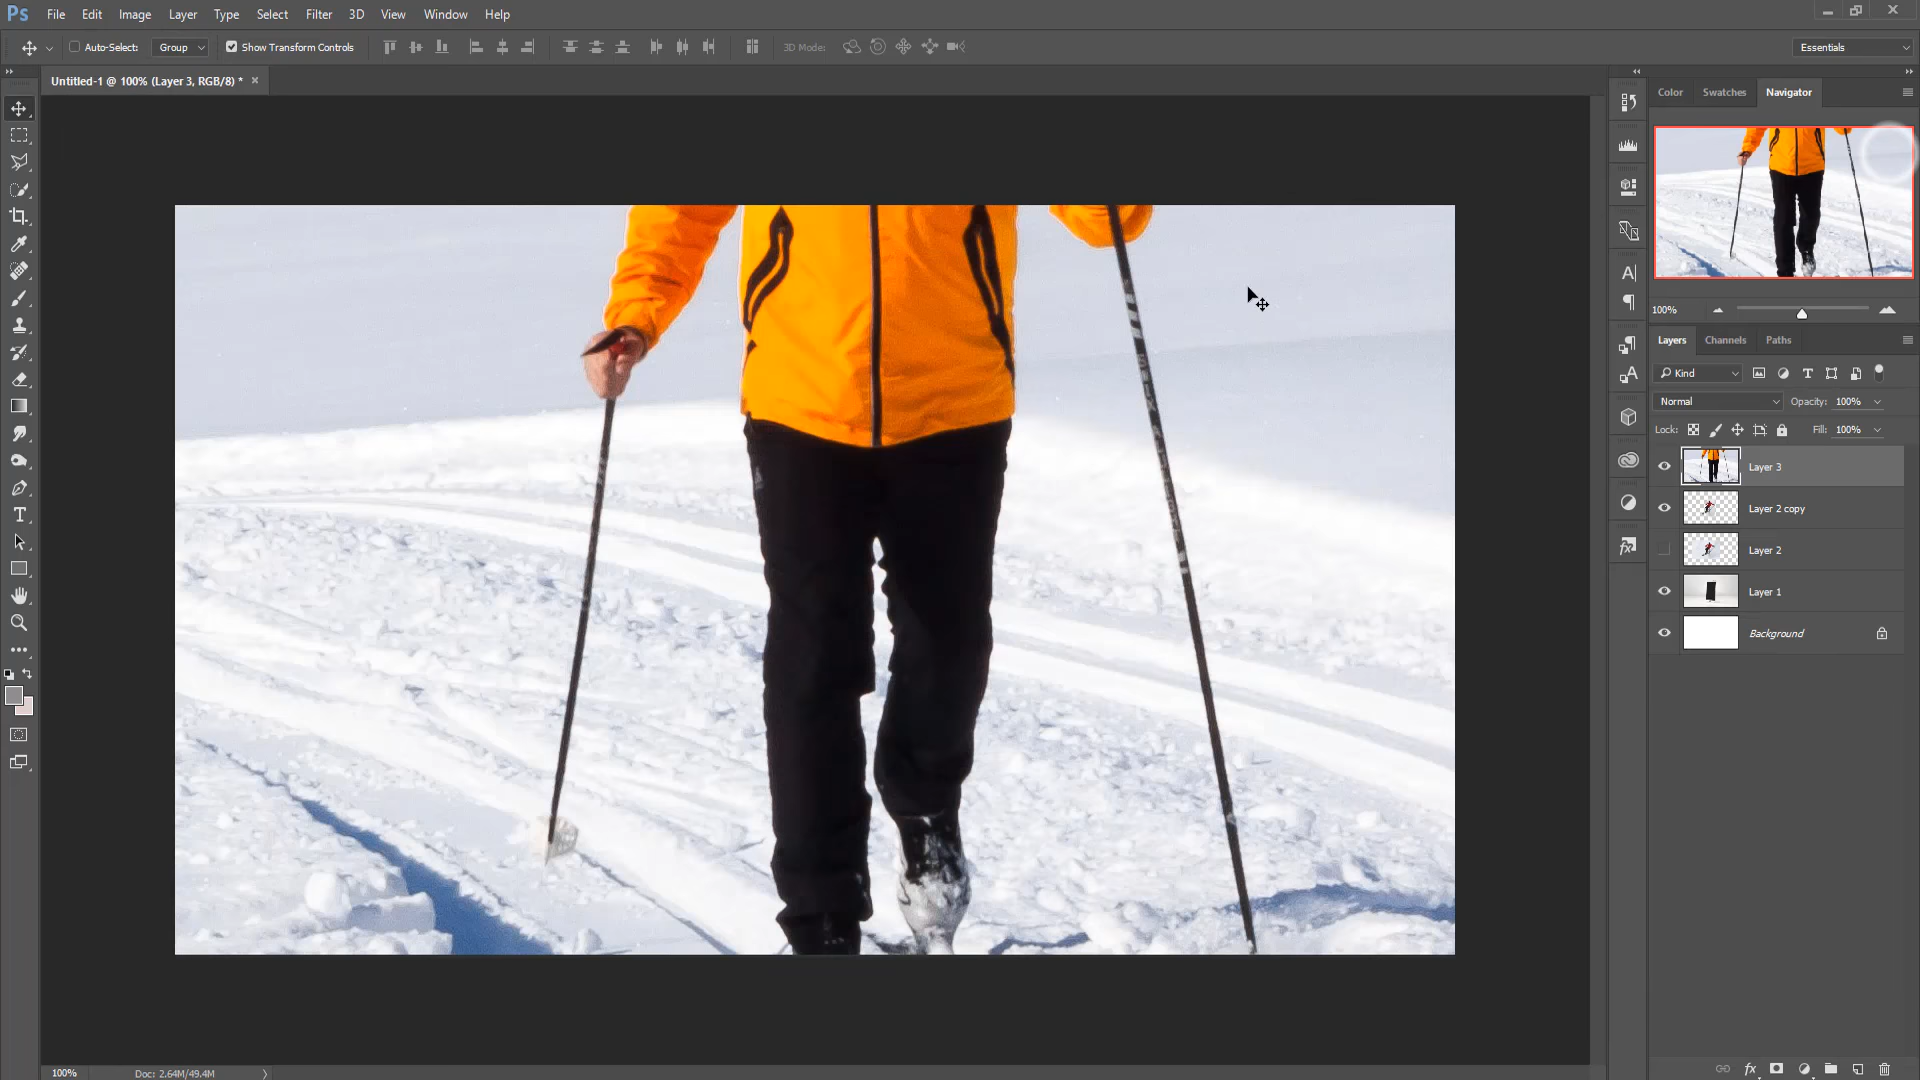 Ps File Edit Image Layer Type Select Filter 3D View Window Help
Auto-Select: Group Show Transform Controls 3D Mode: Essentials
Untitled-1 @ 100% (Layer 3, RGB/8) *
Color Swatches Navigator
100%
Layers Channels Paths
Kind
Normal Opacity: 100%
Lock: Fill: 100%
Layer 3
Layer 2 copy
Layer 2
Layer 1
Background
100% Doc: 2.64M/49.4M